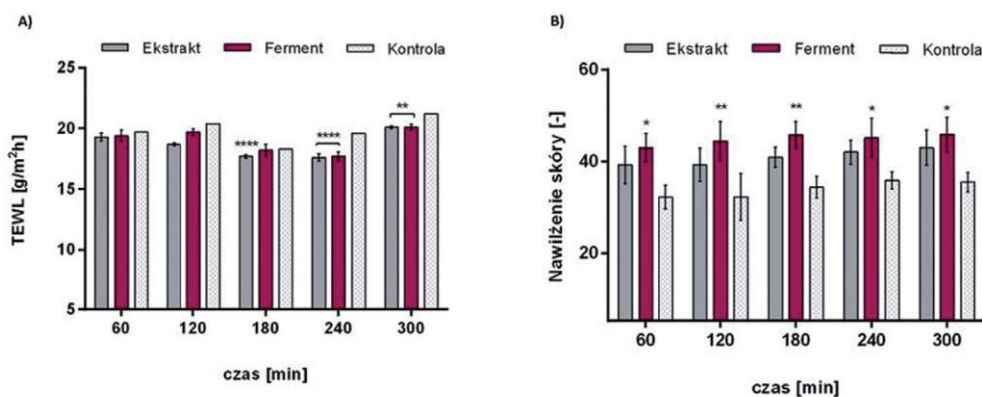 A)
Ekstrakt Ferment Kontrola
TEWL [g/m²h]
25
20
15
10
5
**** **** **
60 120 180 240 300
czas [min]
B)
Ekstrakt Ferment Kontrola
Nawilżenie skóry [-]
60
40
20
* ** ** * *
60 120 180 240 300
czas [min]